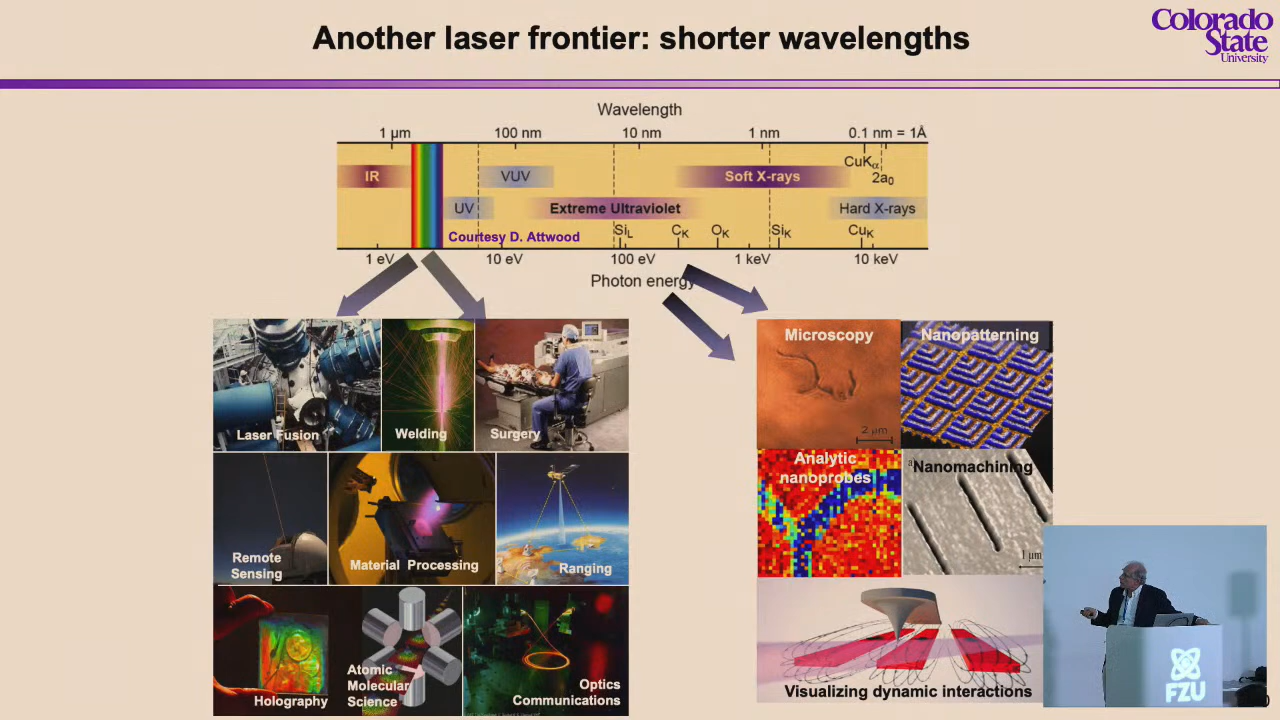 Another laser frontier: shorter wavelengths
Colorado
State
University
Wavelength
1 µm 100 nm 10 nm 1 nm 0.1 nm = 1Å
CuKα
IR VUV Soft X-rays 2a₀
UV Extreme Ultraviolet Hard X-rays
Courtesy D. Attwood SiL CK OK SiK CuK
1 eV 10 eV 100 eV 1 keV 10 keV
Photon energy
Laser Fusion
Welding
Surgery
Remote
Sensing
Material Processing
Ranging
Holography
Atomic
Molecular
Science
Optics
Communications
Microscopy
2 µm
Nanopatterning
Analytic
nanoprobes
a
Nanomachining
1 µm
Visualizing dynamic interactions
FZU